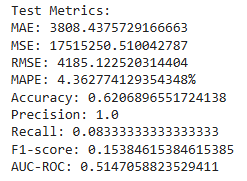 Test Metrics:
MAE: 3808.4375729166663
MSE: 17515250.510042787
RMSE: 4185.122520314404
MAPE: 4.362774129354348%
Accuracy: 0.6206896551724138
Precision: 1.0
Recall: 0.08333333333333333
F1-score: 0.15384615384615385
AUC-ROC: 0.5147058823529411